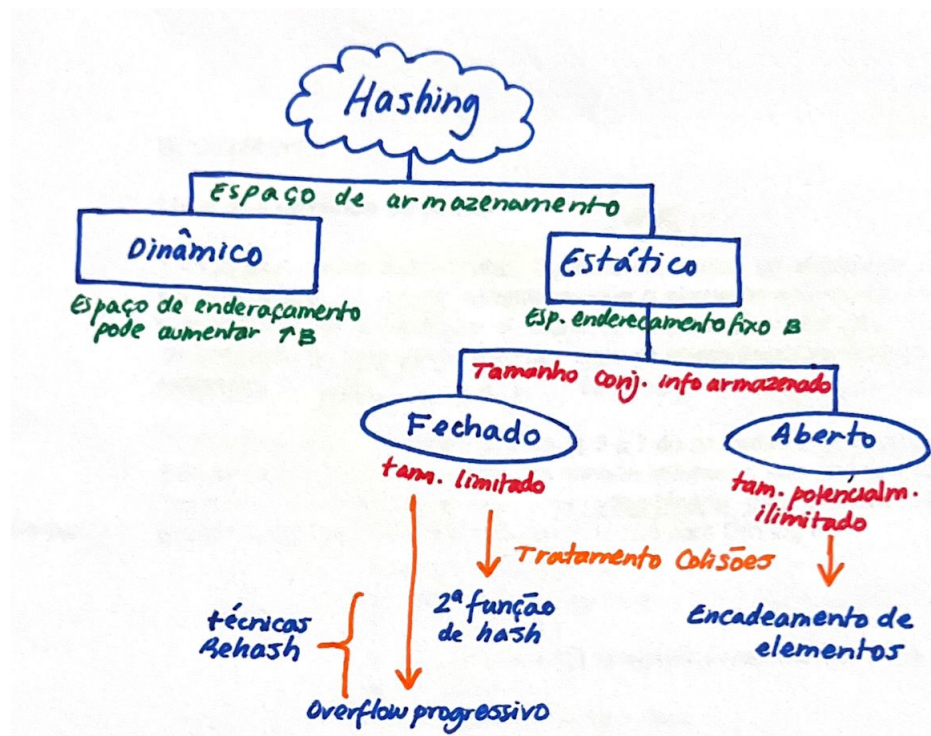 Hashing
Espaço de armazenamento
Dinâmico
Estático
Espaço de enderaçamento
pode aumentar ↑B
Esp. endereçamento fixo B
Tamanho conj. info armazenado
Fechado
Aberto
tam. limitado
tam. potencialm.
ilimitado
Tratamento Colisões
2ª função
de hash
técnicas
Rehash
Encadeamento de
elementos
Overflow progressivo